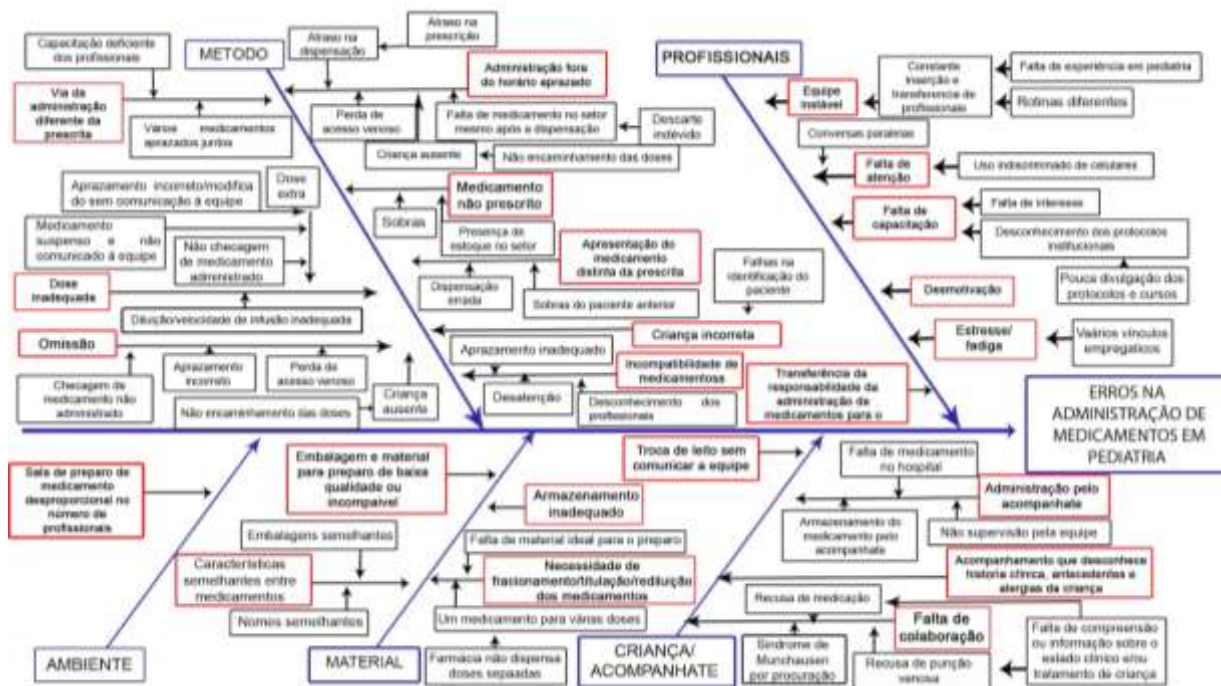 Capacitação deficiente
dos profissionais
METODO
Atraso na
dispensação
Atraso na
prescrição
Via de
administração
diferente da
prescrita
Vários medicamentos
aprazados juntos
Administração fora
do horário aprazado
Perda de
acesso venoso
Falta de medicamento no setor
mesmo após a dispensação
Descarte
indevido
Criança ausente
Não encaminhamento das doses
Aprazamento incorreto/modifica
do sem comunicação à equipe
Dose
extra
Medicamento
suspenso e não
comunicado à equipe
Não checagem
de medicamento
administrado
Medicamento
não prescrito
Sobras
Presença de
estoque no setor
Apresentação do
medicamento
distinta da prescrita
Dispensação
errada
Sobras do paciente anterior
Falhas na
identificação do
paciente
Dose
inadequada
Diluição/velocidade de infusão inadequada
Criança incorreta
Omissão
Checagem de
medicamento não
administrado
Aprazamento
incorreto
Perda de
acesso venoso
Criança
ausente
Não encaminhamento das doses
Aprazamento inadequado
Incompatibilidade de
medicamentosa
Desatenção
Desconhecimento dos
profissionais
PROFISSIONAIS
Equipe
instável
Constante
inserção e
transferencia de
profissionais
Falta de experiência em pediatria
Rotinas diferentes
Conversas paralelas
Falta de
atenção
Uso indiscriminado de celulares
Falta de
capacitação
Falta de interesse
Desconhecimento dos protocolos
institucionais
Pouca divulgação dos
protocolos e cursos
Desmotivação
Estresse/
fadiga
Vaários vínculos
empregaticos
Transferência da
responsabilidade da
administração de
medicamentos para o
ERROS NA
ADMINISTRAÇÃO DE
MEDICAMENTOS EM
PEDIATRIA
Sala de preparo de
medicamento
desproporcional no
número de
profissionais
AMBIENTE
Embalagem e material
para preparo de baixa
qualidade ou
incompaivel
Embalagens semelhantes
Características
semelhantes entre
medicamentos
Nomes semelhantes
MATERIAL
Armazenamento
inadequado
Falta de material ideal para o preparo
Necessidade de
fracionamento/titulação/rediluição
dos medicamentos
Um medicamento para várias doses
Farmácia não dispensa
doses sepaadas
Troca de leito sem
comunicar a equipe
Falta de medicamento
no hospital
Administração pelo
acompanhate
Armazenamento do
medicamento pelo
acompanhate
Não supervisão pela equipe
Acompanhamento que desconhece
historia clínica, antecedentes e
alergias da criança
Recusa de medicação
Falta de
colaboração
Sindrome de
Munchausen
por procuração
Recusa de punção
venosa
Falta de compreensão
ou informação sobre o
estado clínico e/ou
tratamento de criança
CRIANÇA/
ACOMPANHATE